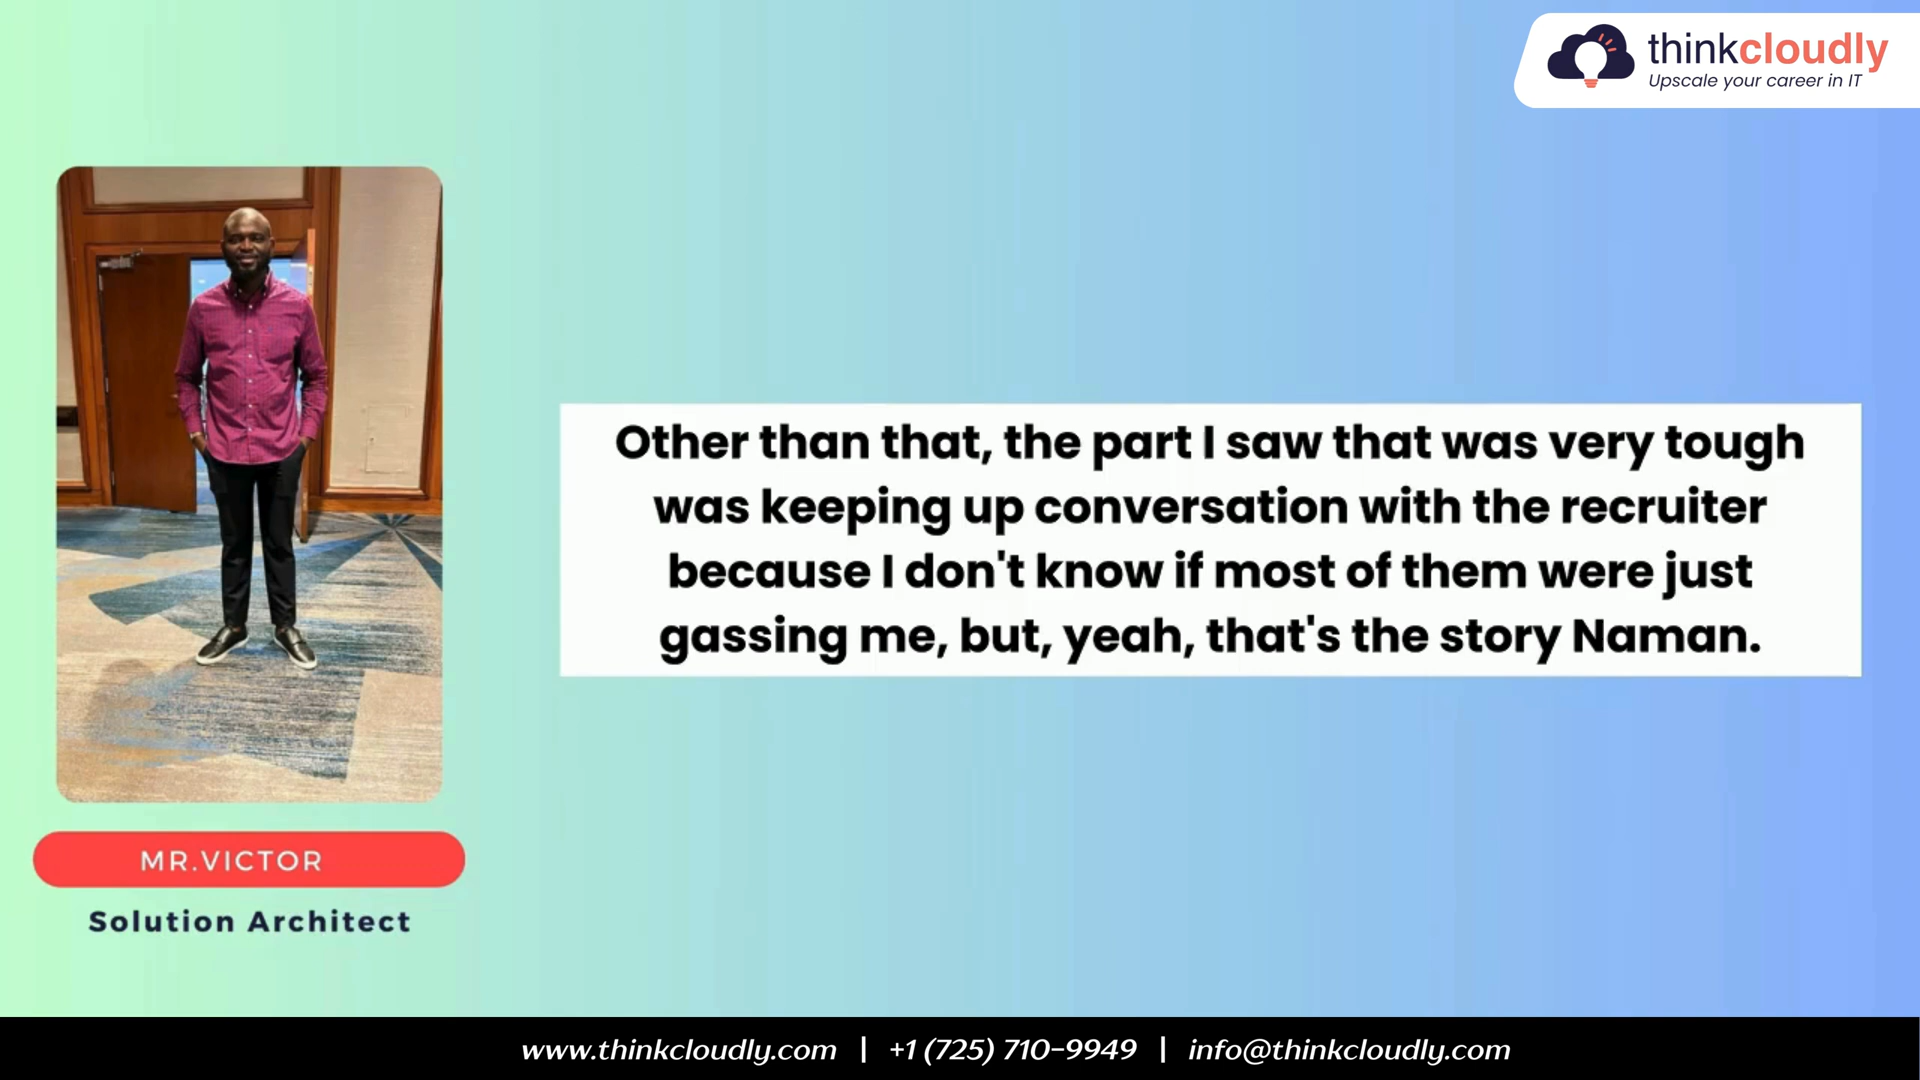 thinkcloudly
Upscale your career in IT
Other than that, the part I saw that was very tough
was keeping up conversation with the recruiter
because I don't know if most of them were just
gassing me, but, yeah, that's the story Naman.
MR.VICTOR
Solution Architect
www.thinkcloudly.com | +1 (725) 710-9949 | info@thinkcloudly.com